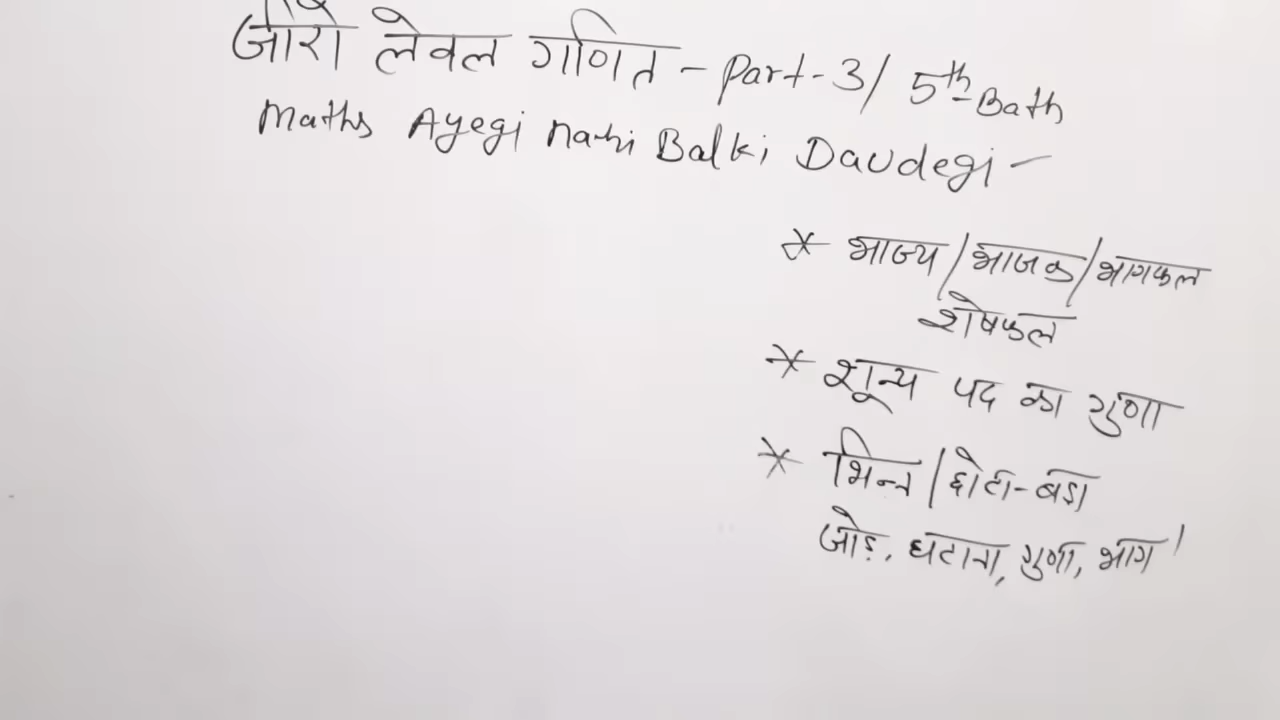 जीरो लेवल गणित - Part-3/ 5th Bath
Maths Ayegi nahi Balki Daudegi -
* भाज्य/भाजक/भागफल
शेषफल
* शून्य पद का गुणा
* भिन्न/छोटा-बड़ा
जोड़, घटाना, गुणा, भाग।